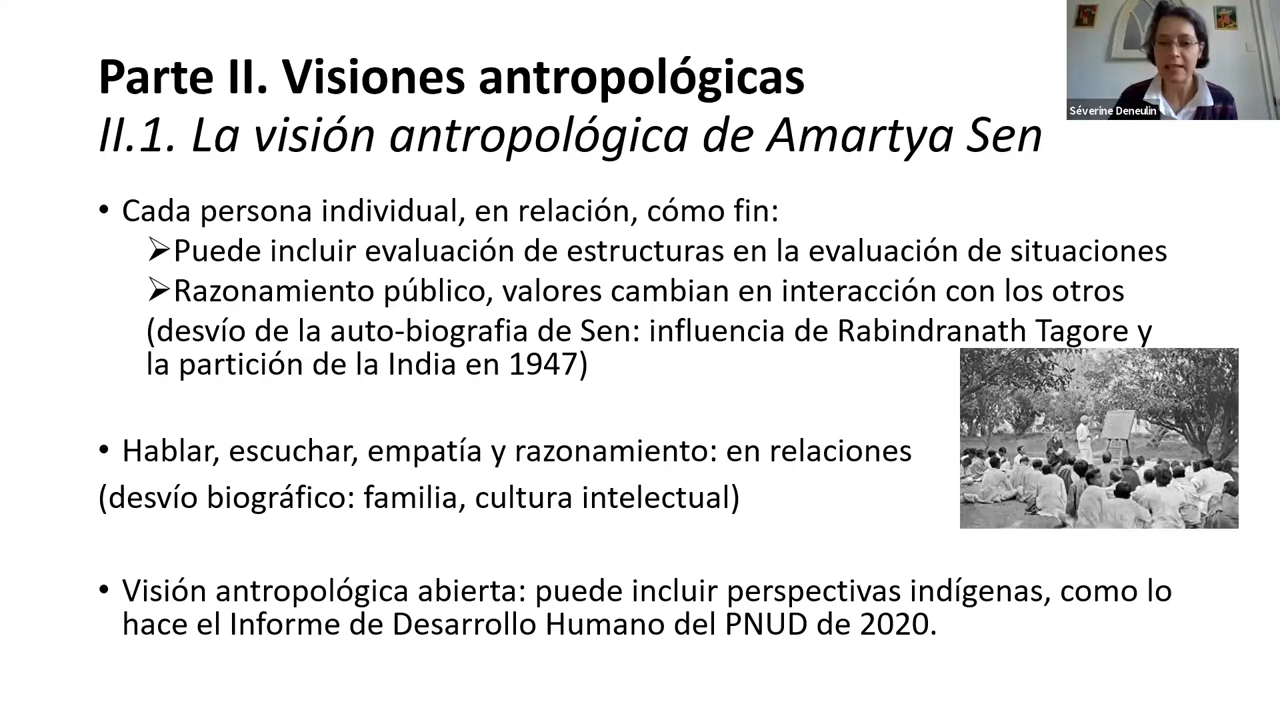 Parte II. Visiones antropológicas
II.1. La visión antropológica de Amartya Sen
Séverine Deneulin
• Cada persona individual, en relación, cómo fin:
➢Puede incluir evaluación de estructuras en la evaluación de situaciones
➢Razonamiento público, valores cambian en interacción con los otros
(desvío de la auto-biografia de Sen: influencia de Rabindranath Tagore y
la partición de la India en 1947)
• Hablar, escuchar, empatía y razonamiento: en relaciones
(desvío biográfico: familia, cultura intelectual)
• Visión antropológica abierta: puede incluir perspectivas indígenas, como lo
hace el Informe de Desarrollo Humano del PNUD de 2020.